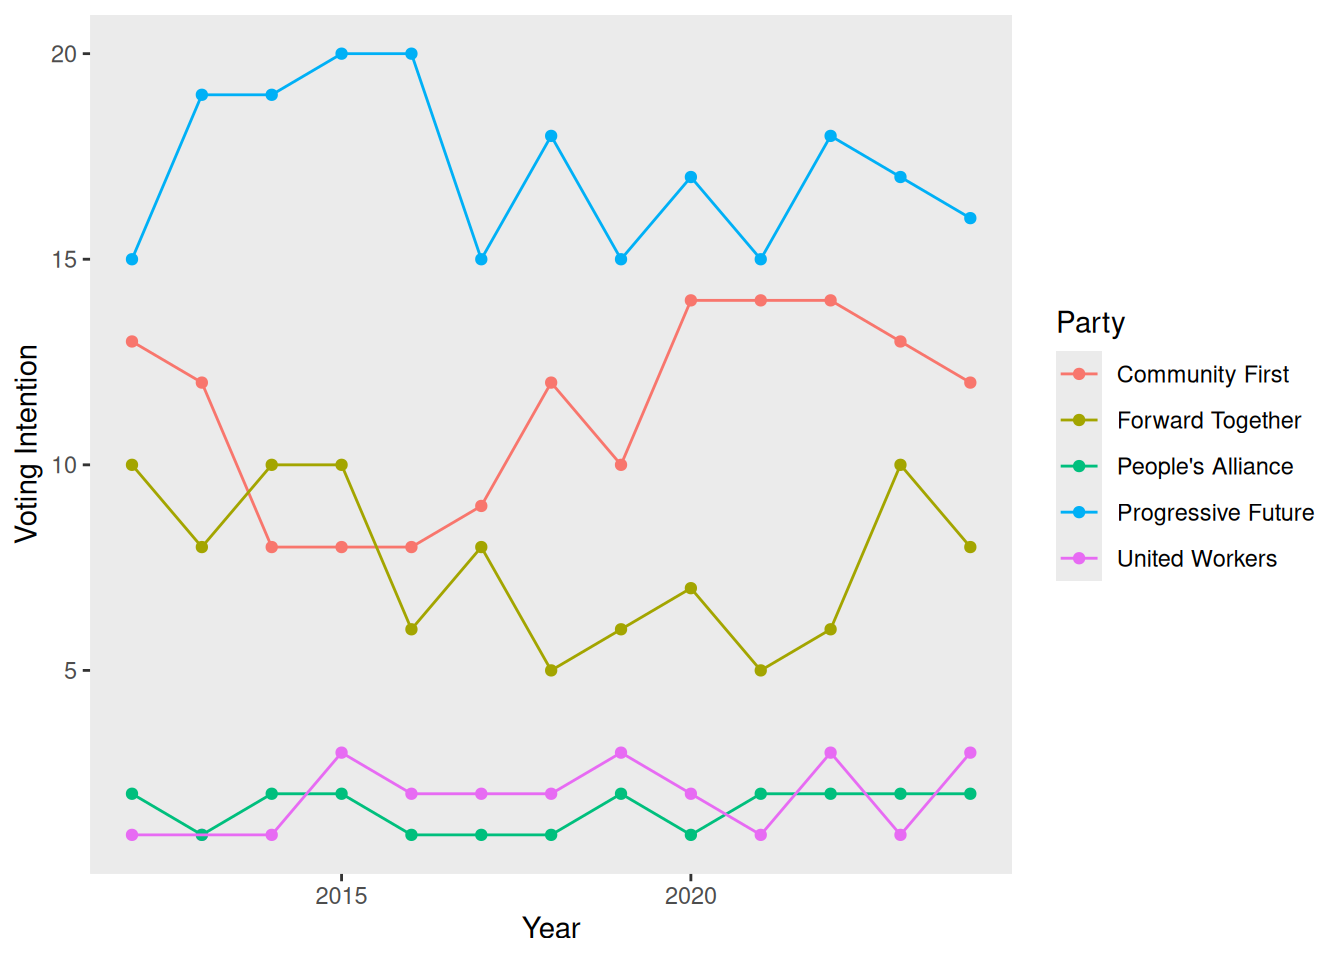 20
15
10
5
Voting Intention
2015 2020
Year
Party
Community First
Forward Together
People's Alliance
Progressive Future
United Workers